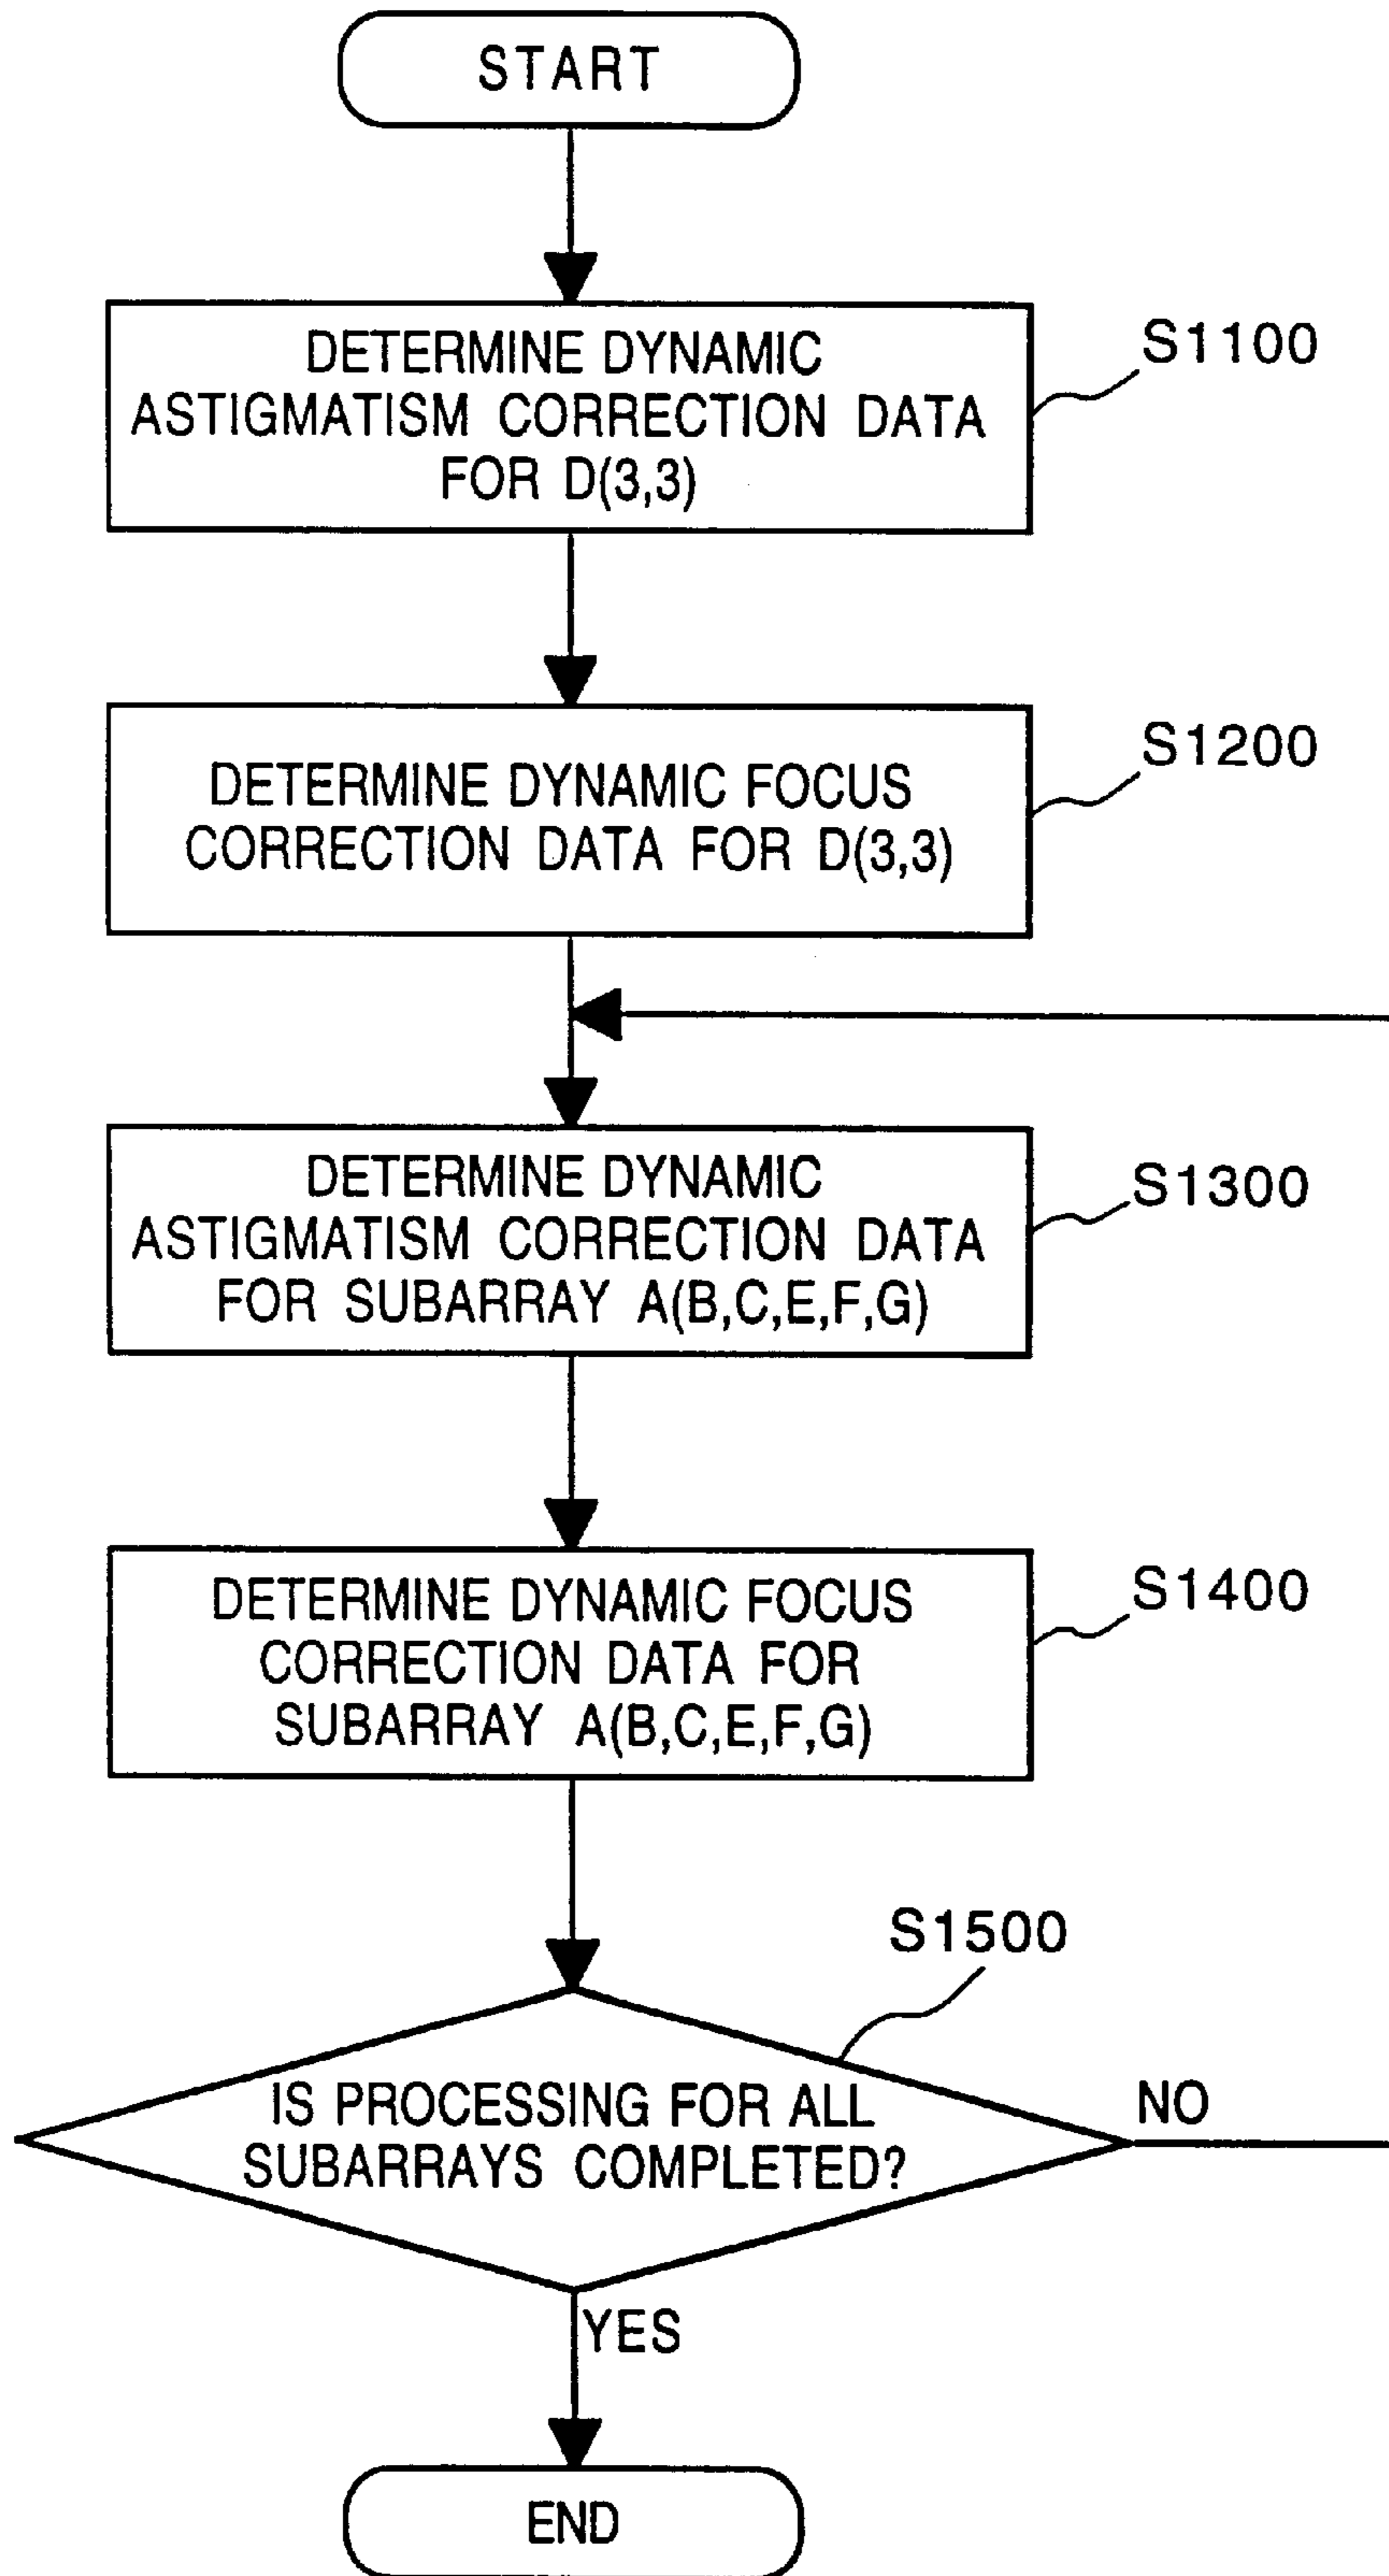 START
DETERMINE DYNAMIC
ASTIGMATISM CORRECTION DATA
FOR D(3,3)
S1100
DETERMINE DYNAMIC FOCUS
CORRECTION DATA FOR D(3,3)
S1200
DETERMINE DYNAMIC
ASTIGMATISM CORRECTION DATA
FOR SUBARRAY A(B,C,E,F,G)
S1300
DETERMINE DYNAMIC FOCUS
CORRECTION DATA FOR
SUBARRAY A(B,C,E,F,G)
S1400
S1500
IS PROCESSING FOR ALL
SUBARRAYS COMPLETED?
NO
YES
END